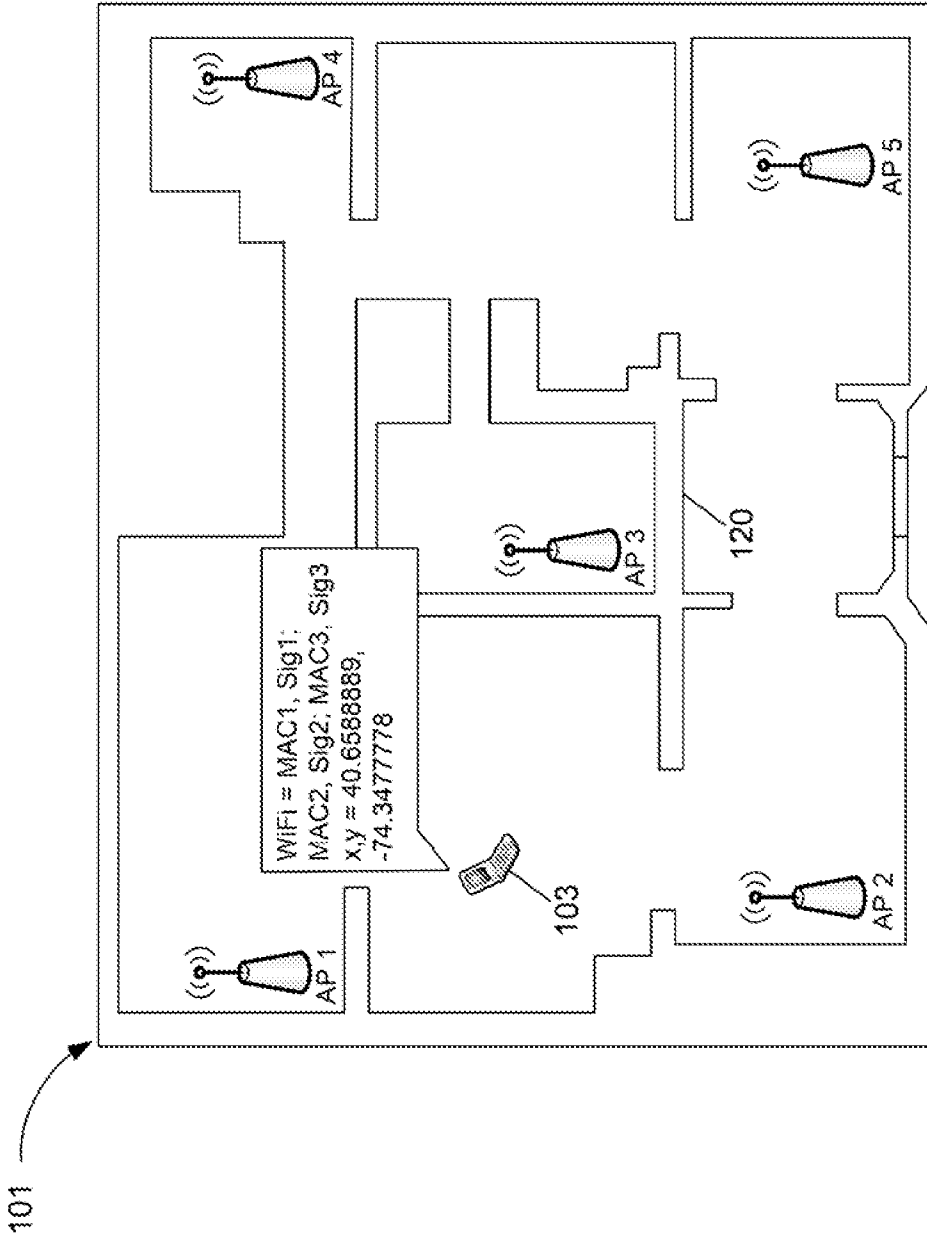 101
AP 1
AP 4
WiFi = MAC1, Sig1;
MAC2, Sig2; MAC3, Sig3
x,y = 40.6588889,
-74.3477778
103
AP 3
120
AP 2
AP 5